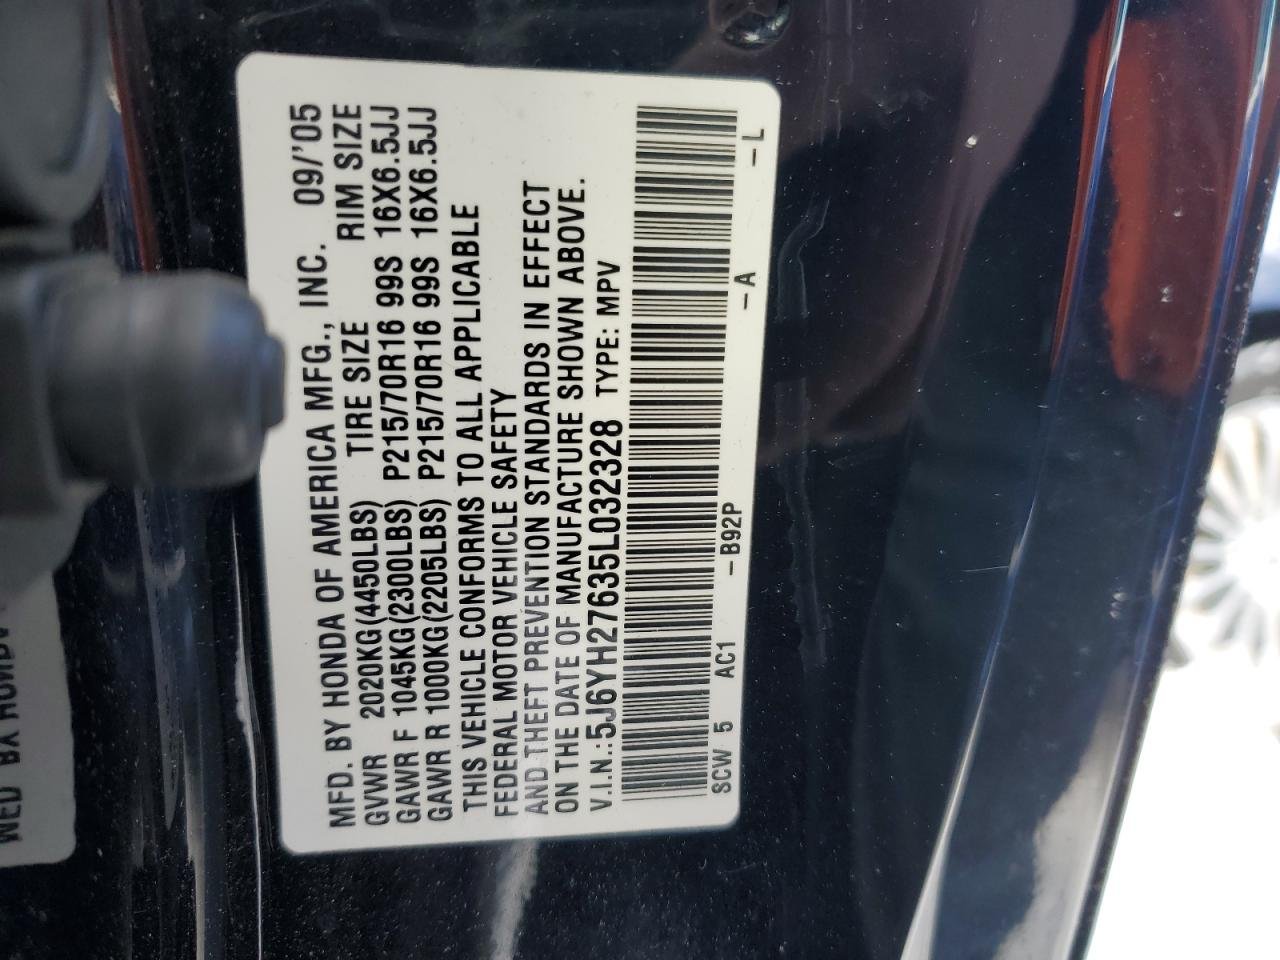 MFD. BY HONDA OF AMERICA MFG., INC. 09/'05
GVWR 2020KG(4450LBS) TIRE SIZE RIM SIZE
GAWR F 1045KG(2300LBS) P215/70R16 99S 16X6.5JJ
GAWR R 1000KG(2205LBS) P215/70R16 99S 16X6.5JJ
THIS VEHICLE CONFORMS TO ALL APPLICABLE
FEDERAL MOTOR VEHICLE SAFETY
AND THEFT PREVENTION STANDARDS IN EFFECT
ON THE DATE OF MANUFACTURE SHOWN ABOVE.
V.I.N.:5J6YH27635L032328 TYPE: MPV
SCW 5 AC1 -B92P -A -L